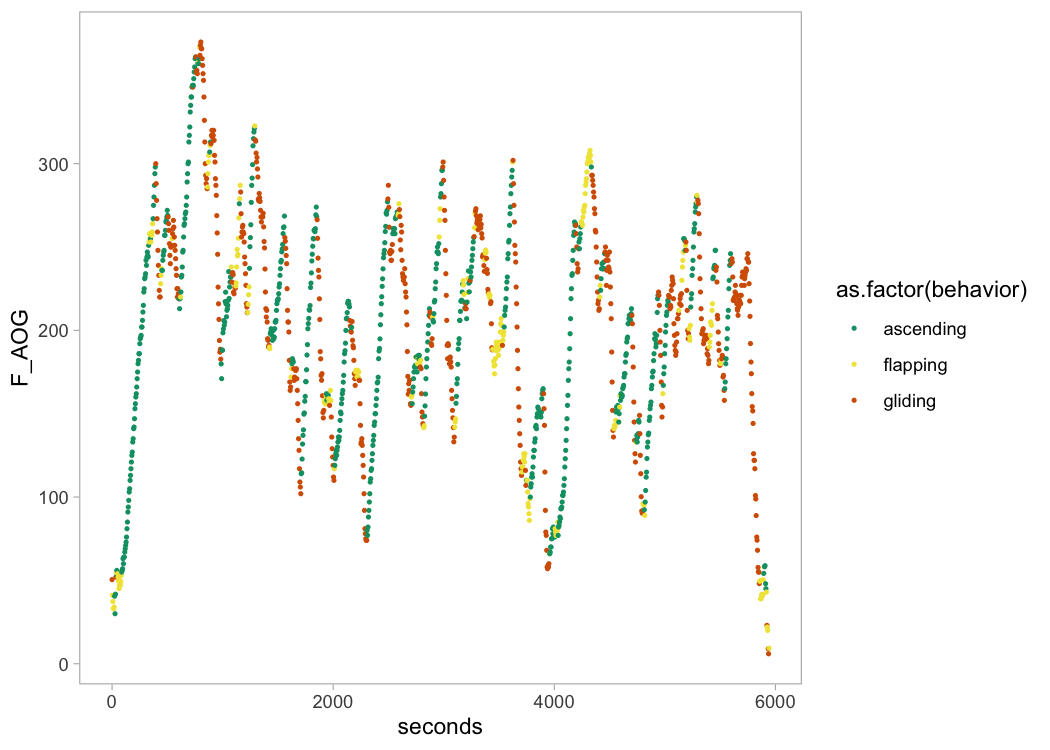 300
200
100
0
F_AOG
0 2000 4000 6000
seconds
as.factor(behavior)
ascending
flapping
gliding